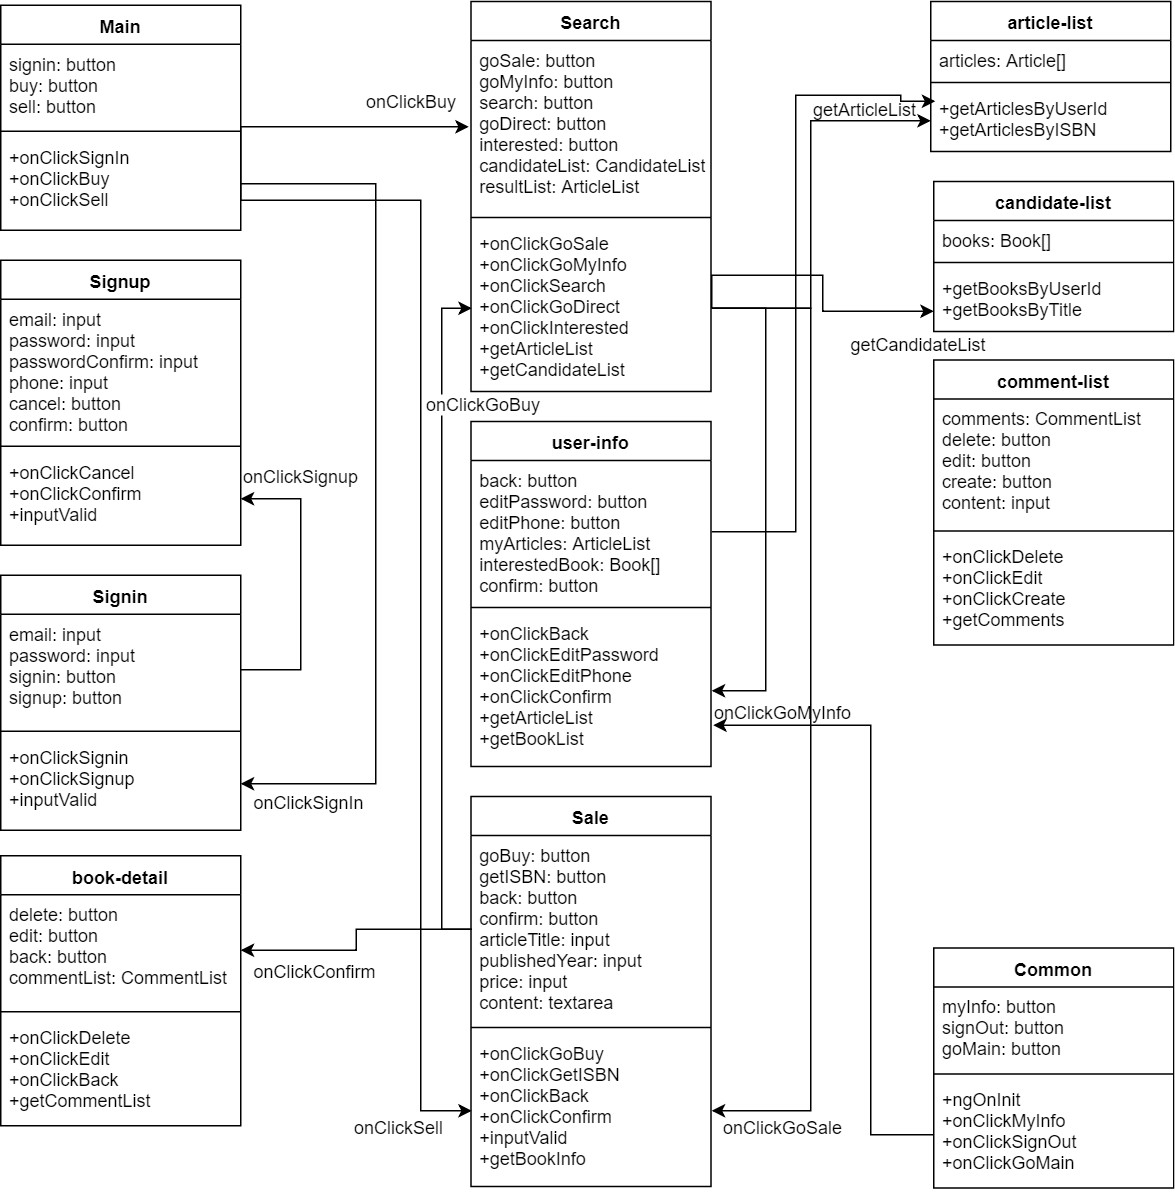 Main
signin: button
buy: button
sell: button
+onClickSignIn
+onClickBuy
+onClickSell
Signup
email: input
password: input
passwordConfirm: input
phone: input
cancel: button
confirm: button
+onClickCancel
+onClickConfirm
+inputValid
Signin
email: input
password: input
signin: button
signup: button
+onClickSignin
+onClickSignup
+inputValid
book-detail
delete: button
edit: button
back: button
commentList: CommentList
+onClickDelete
+onClickEdit
+onClickBack
+getCommentList
onClickBuy
onClickSignup
onClickSignIn
onClickConfirm
onClickSell
onClickGoBuy
Search
goSale: button
goMyInfo: button
search: button
goDirect: button
interested: button
candidateList: CandidateList
resultList: ArticleList
+onClickGoSale
+onClickGoMyInfo
+onClickSearch
+onClickGoDirect
+onClickInterested
+getArticleList
+getCandidateList
user-info
back: button
editPassword: button
editPhone: button
myArticles: ArticleList
interestedBook: Book[]
confirm: button
+onClickBack
+onClickEditPassword
+onClickEditPhone
+onClickConfirm
+getArticleList
+getBookList
Sale
goBuy: button
getISBN: button
back: button
confirm: button
articleTitle: input
publishedYear: input
price: input
content: textarea
+onClickGoBuy
+onClickGetISBN
+onClickBack
+onClickConfirm
+inputValid
+getBookInfo
getArticleList
getCandidateList
onClickGoMyInfo
onClickGoSale
article-list
articles: Article[]
+getArticlesByUserId
+getArticlesByISBN
candidate-list
books: Book[]
+getBooksByUserId
+getBooksByTitle
comment-list
comments: CommentList
delete: button
edit: button
create: button
content: input
+onClickDelete
+onClickEdit
+onClickCreate
+getComments
Common
myInfo: button
signOut: button
goMain: button
+ngOnInit
+onClickMyInfo
+onClickSignOut
+onClickGoMain